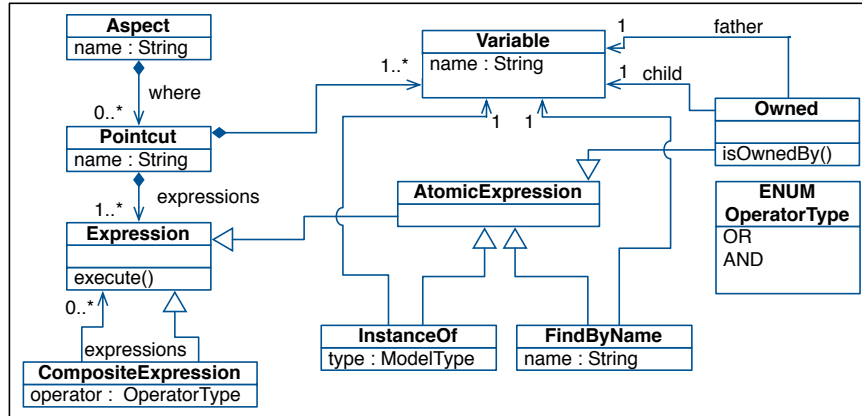 Aspect
name : String
where
0..*
Pointcut
name : String
expressions
1..*
Expression
execute()
0..*
expressions
CompositeExpression
operator : OperatorType
1..*
Variable
name : String
1
father
1
child
1
1
Owned
isOwnedBy()
AtomicExpression
ENUM
OperatorType
OR
AND
InstanceOf
type : ModelType
FindByName
name : String